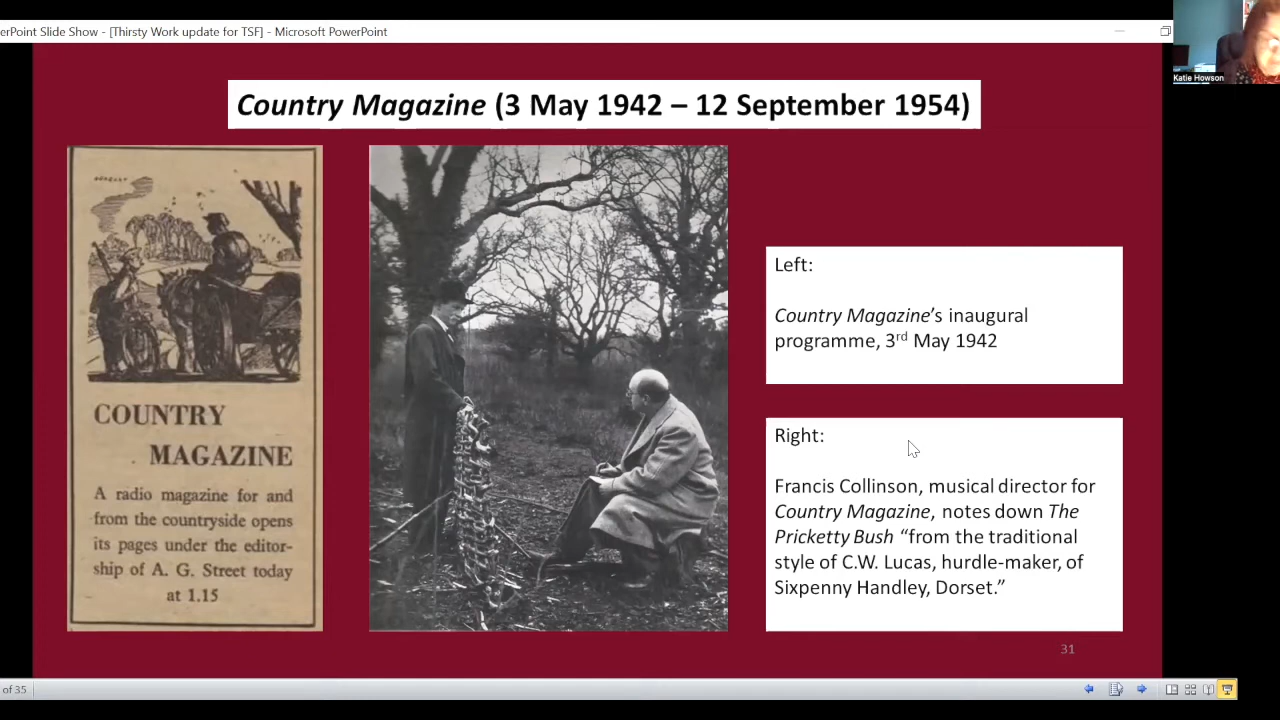 erPoint Slide Show - [Thirsty Work update for TSF] - Microsoft PowerPoint
Katie Howson
Country Magazine (3 May 1942 – 12 September 1954)
COUNTRY
MAGAZINE
A radio magazine for and
from the countryside opens
its pages under the editor-
ship of A. G. Street today
at 1.15
Left:
Country Magazine’s inaugural
programme, 3rd May 1942
Right:
Francis Collinson, musical director for
Country Magazine, notes down The
Pricketty Bush “from the traditional
style of C.W. Lucas, hurdle-maker, of
Sixpenny Handley, Dorset.”
31
of 35